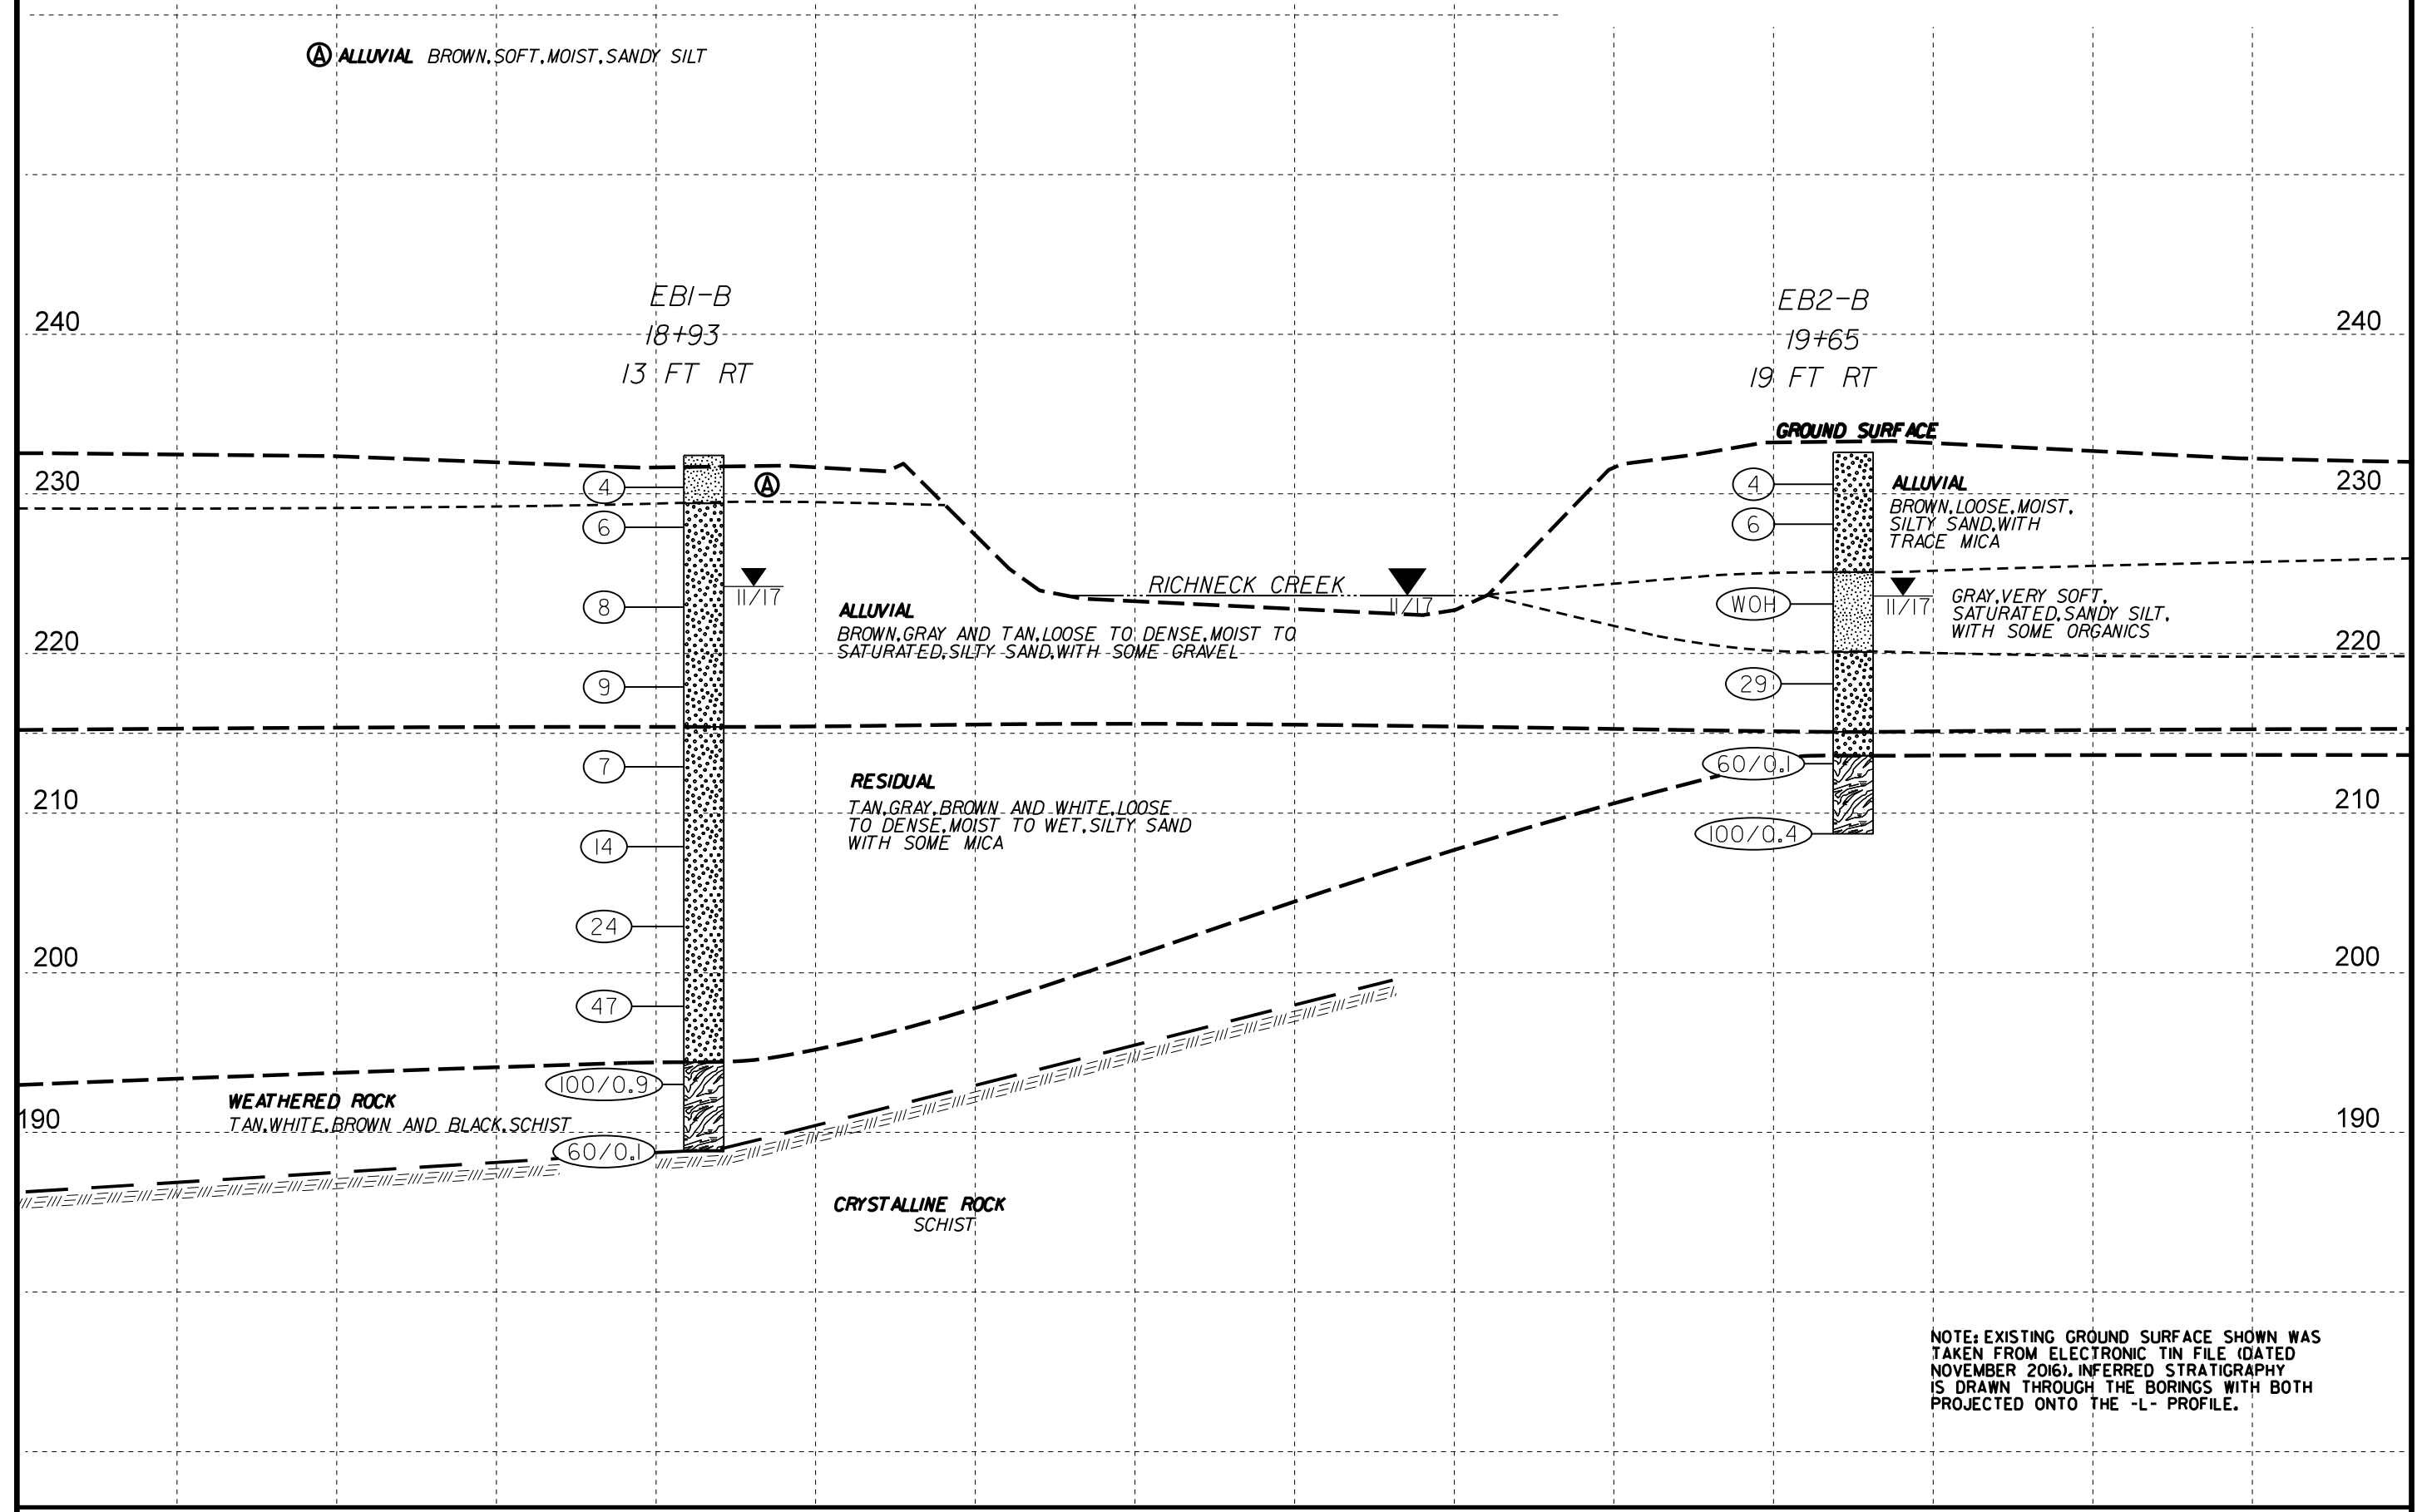 Ⓐ ALLUVIAL BROWN, SOFT, MOIST, SANDY SILT
EB1-B
18+93
13 FT RT
EB2-B
19+65
19 FT RT
240
240
GROUND SURFACE
230
4
Ⓐ
4
ALLUVIAL
230
BROWN, LOOSE, MOIST,
SILTY SAND, WITH
TRACE MICA
6
6
RICHNECK CREEK
11/17
11/17
11/17
8
WOH
GRAY, VERY SOFT,
SATURATED, SANDY SILT,
WITH SOME ORGANICS
ALLUVIAL
BROWN, GRAY AND TAN, LOOSE TO DENSE, MOIST TO
SATURATED, SILTY SAND, WITH SOME GRAVEL
220
220
9
29
7
60/0.1
RESIDUAL
TAN, GRAY, BROWN AND WHITE, LOOSE
TO DENSE, MOIST TO WET, SILTY SAND
WITH SOME MICA
210
210
14
100/0.4
24
200
200
47
100/0.9
WEATHERED ROCK
TAN, WHITE, BROWN AND BLACK, SCHIST
190
190
60/0.1
CRYSTALLINE ROCK
SCHIST
NOTE: EXISTING GROUND SURFACE SHOWN WAS
TAKEN FROM ELECTRONIC TIN FILE (DATED
NOVEMBER 2016). INFERRED STRATIGRAPHY
IS DRAWN THROUGH THE BORINGS WITH BOTH
PROJECTED ONTO THE -L- PROFILE.